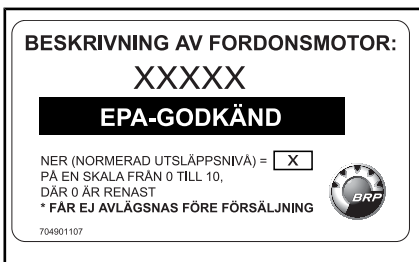 BESKRIVNING AV FORDONSMOTOR:
XXXXX
EPA-GODKÄND
NER (NORMERAD UTSLÄPPSNIVÅ) = X
PÅ EN SKALA FRÅN 0 TILL 10,
DÄR 0 ÄR RENAST
* FÅR EJ AVLÄGSNAS FÖRE FÖRSÄLJNING
BRP
704901107